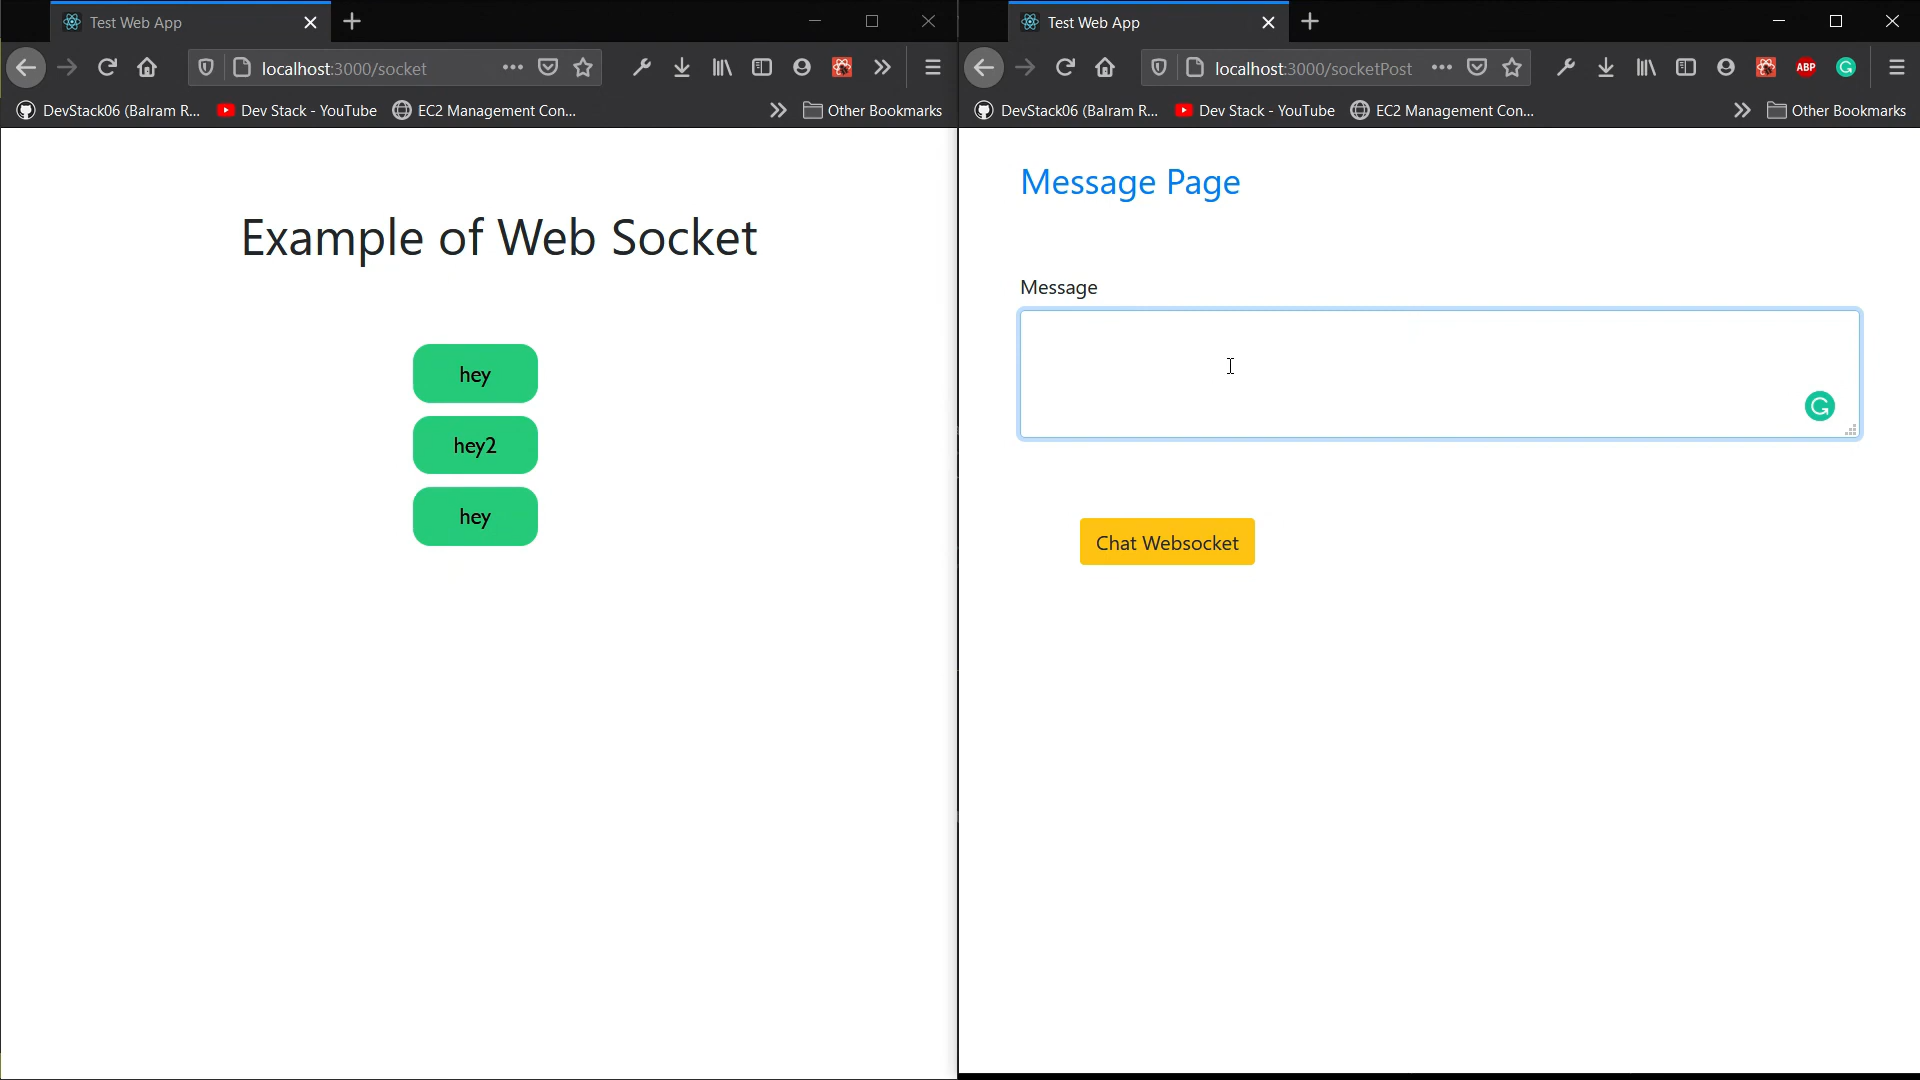 Test Web App
localhost:3000/socket
DevStack06 (Balram R...
Dev Stack - YouTube
EC2 Management Con...
Other Bookmarks
Example of Web Socket
hey
hey2
hey
Test Web App
localhost:3000/socketPost
ABP
DevStack06 (Balram R...
Dev Stack - YouTube
EC2 Management Con...
Other Bookmarks
Message Page
Message
Chat Websocket